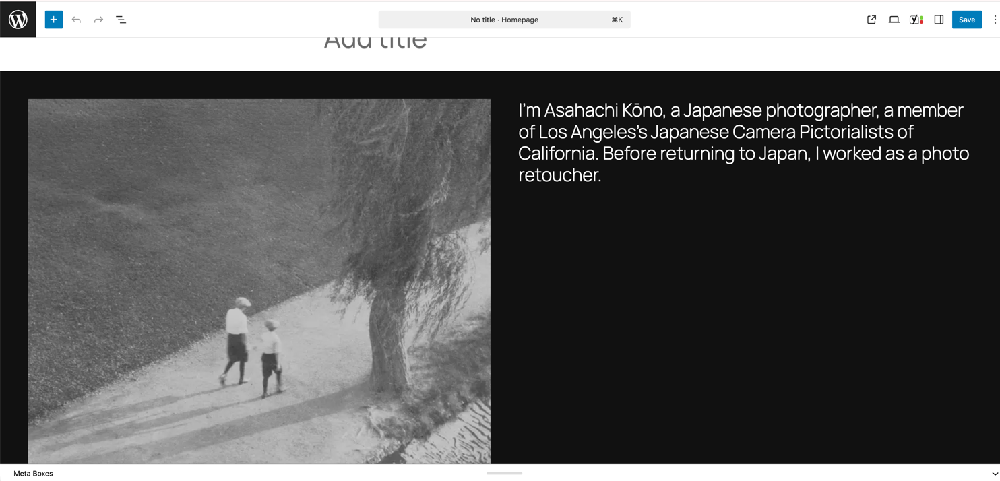 No title · Homepage
⌘K
Save
Add title
I’m Asahachi Kōno, a Japanese photographer, a member
of Los Angeles’s Japanese Camera Pictorialists of
California. Before returning to Japan, I worked as a photo
retoucher.
Meta Boxes